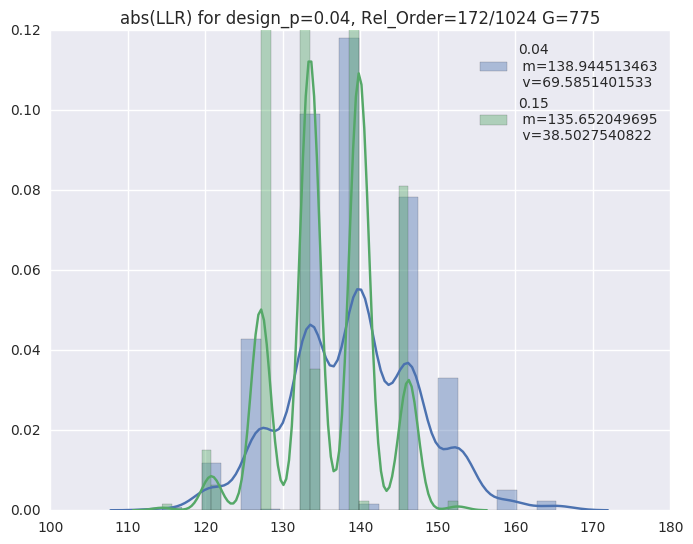 abs(LLR) for design_p=0.04, Rel_Order=172/1024 G=775
0.12
0.10
0.08
0.06
0.04
0.02
0.00
0.04
m=138.944513463
v=69.5851401533
0.15
m=135.652049695
v=38.5027540822
100 110 120 130 140 150 160 170 180